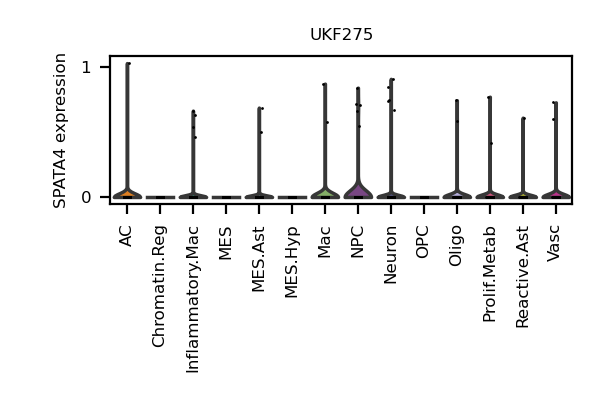 UKF275
SPATA4 expression
1
0
AC
Chromatin.Reg
Inflammatory.Mac
MES
MES.Ast
MES.Hyp
Mac
NPC
Neuron
OPC
Oligo
Prolif.Metab
Reactive.Ast
Vasc